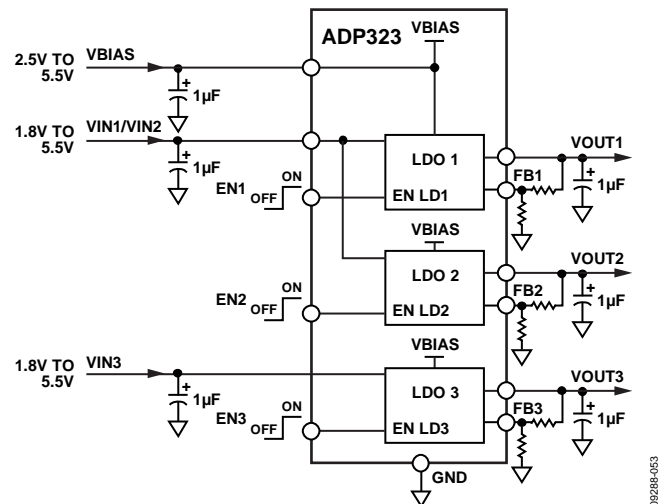 ADP323
VBIAS
2.5V TO
5.5V
VBIAS
+
1µF
1.8V TO
5.5V
VIN1/VIN2
+
1µF
LDO 1
VOUT1
FB1
+
1µF
EN1
ON
OFF
EN LD1
VBIAS
LDO 2
VOUT2
FB2
+
1µF
EN2
ON
OFF
EN LD2
VBIAS
1.8V TO
5.5V
VIN3
+
1µF
LDO 3
VOUT3
FB3
+
1µF
EN3
ON
OFF
EN LD3
GND
09288-053